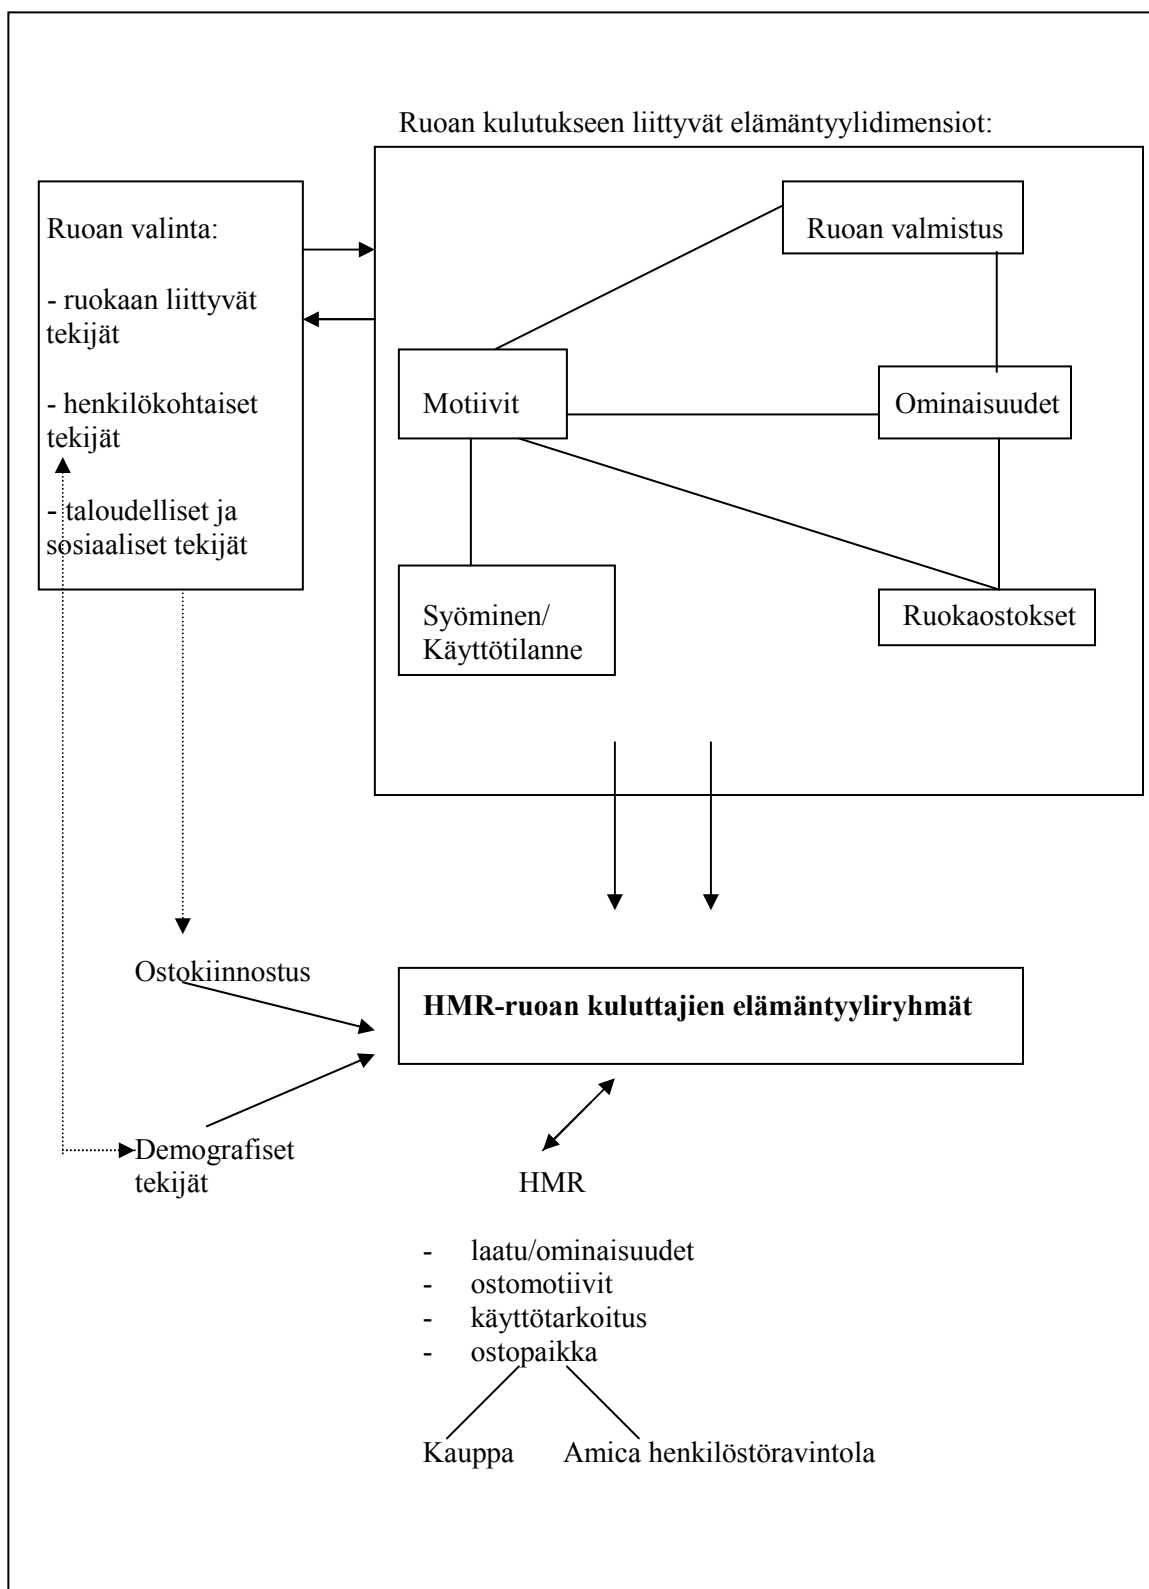 Ruoan kulutukseen liittyvät elämäntyylidimensiot:
Ruoan valinta:
- ruokaan liittyvät
tekijät
- henkilökohtaiset
tekijät
- taloudelliset ja
sosiaaliset tekijät
Ruoan valmistus
Motiivit
Ominaisuudet
Syöminen/
Käyttötilanne
Ruokaostokset
Ostokiinnostus
HMR-ruoan kuluttajien elämäntyyliryhmät
Demografiset
tekijät
HMR
- laatu/ominaisuudet
- ostomotiivit
- käyttötarkoitus
- ostopaikka
Kauppa
Amica henkilöstöravintola